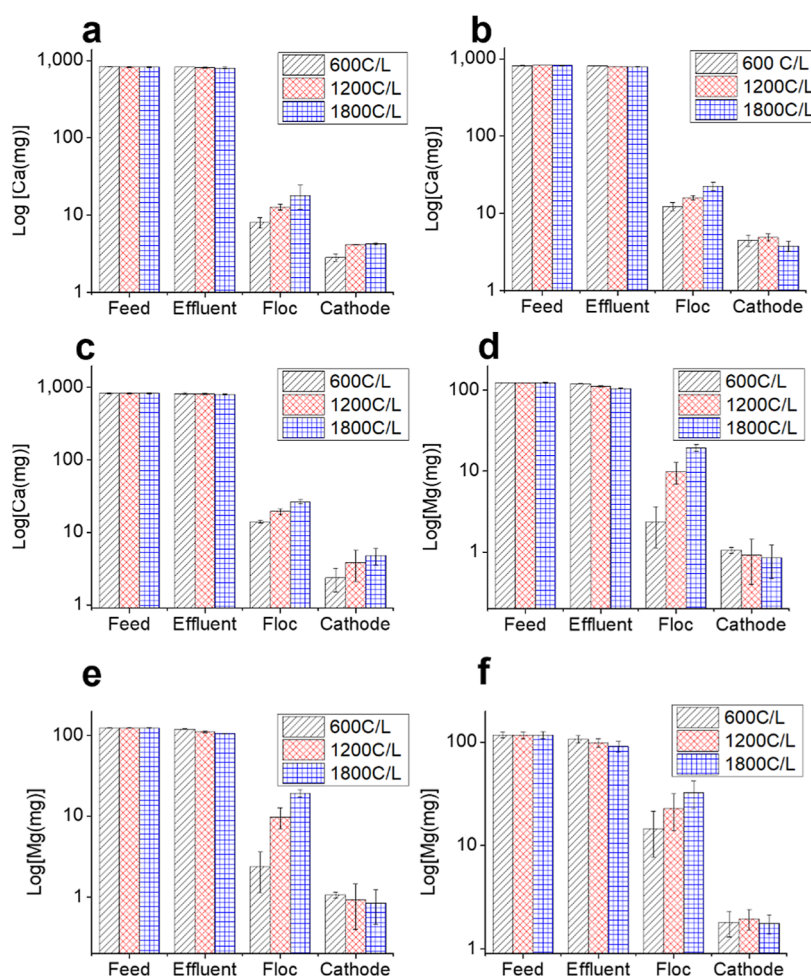 a
Log [Ca(mg)]
1,000
100
10
1
600C/L
1200C/L
1800C/L
Feed Effluent Floc Cathode
b
Log[Ca(mg)]
1,000
100
10
1
600 C/L
1200C/L
1800C/L
Feed Effluent Floc Cathode
c
Log[Ca(mg)]
1,000
100
10
1
600C/L
1200C/L
1800C/L
Feed Effluent Floc Cathode
d
Log[Mg(mg)]
100
10
1
600C/L
1200C/L
1800C/L
Feed Effluent Floc Cathode
e
Log[Mg(mg)]
100
10
1
600C/L
1200C/L
1800C/L
Feed Effluent Floc Cathode
f
Log[Mg(mg)]
100
10
1
600C/L
1200C/L
1800C/L
Feed Effluent Floc Cathode